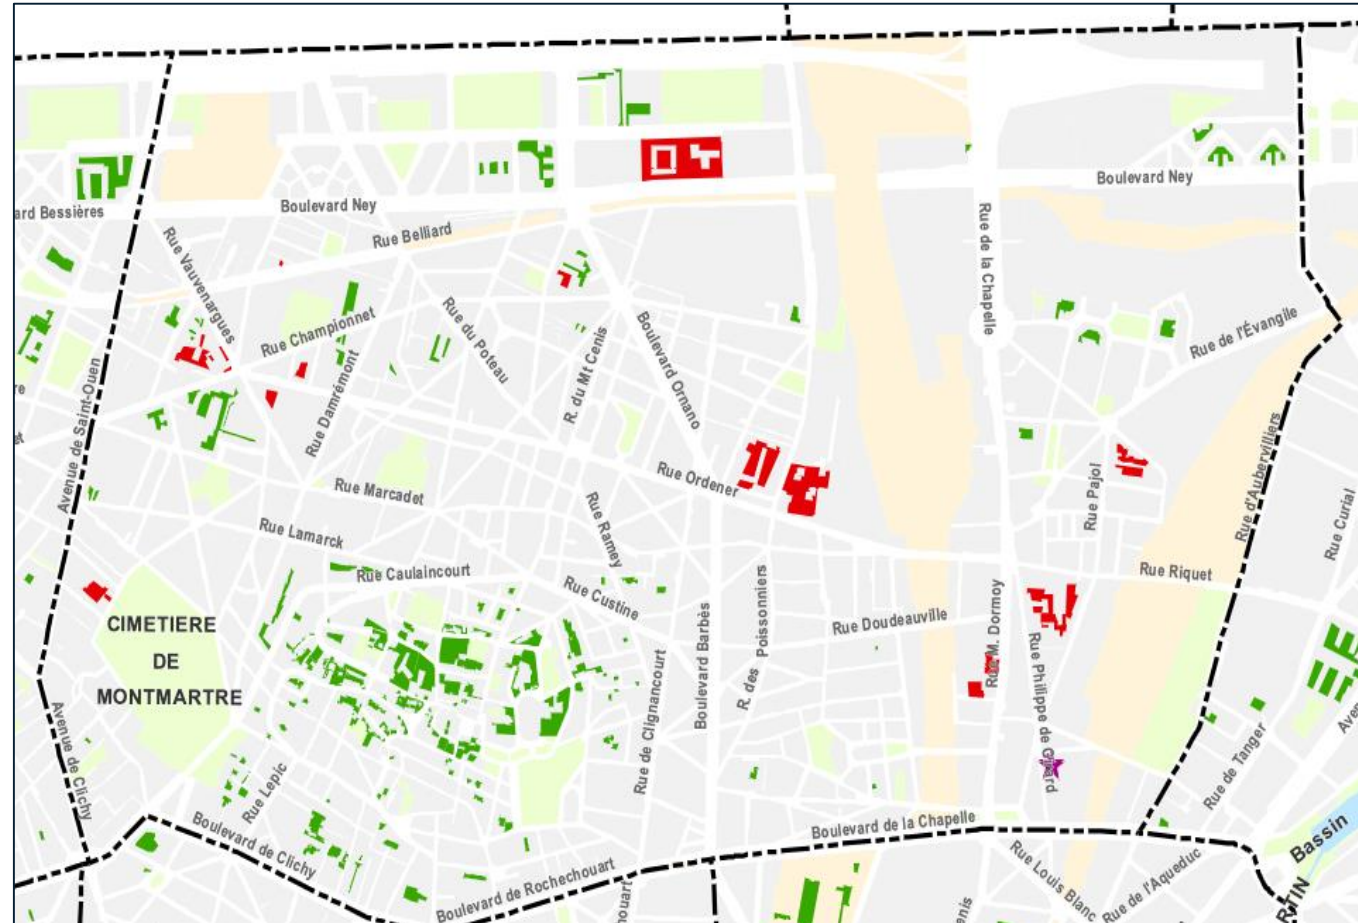 Boulevard Ney
ard Bessières
Boulevard Ney
Rue Belliard
Rue Vauvenargues
Rue de la Chapelle
Rue Championnet
Rue du Poteau
R. du Mt Cenis
Boulevard Ornano
Rue de l'Évangile
Rue Damrémont
Avenue de Saint-Ouen
re
et
Rue Marcadet
Rue Ordener
Rue Pajol
Rue d'Aubervilliers
Rue Curial
Rue Lamarck
Rue Ramey
Rue Caulaincourt
Rue Custine
Rue Riquet
CIMETIERE
DE
MONTMARTRE
Boulevard Barbès
R. des Poissonniers
Rue Doudeauville
Rue M. Dormoy
Rue Philippe de Girard
Rue de Clignancourt
Avenue de Clichy
Rue Lepic
Rue de Tanger
Aven
Boulevard de Clichy
Boulevard de la Chapelle
Bassin
Boulevard de Rochechouart
Rue Louis Blanc
Rue de l'Aqueduc
houart
enis